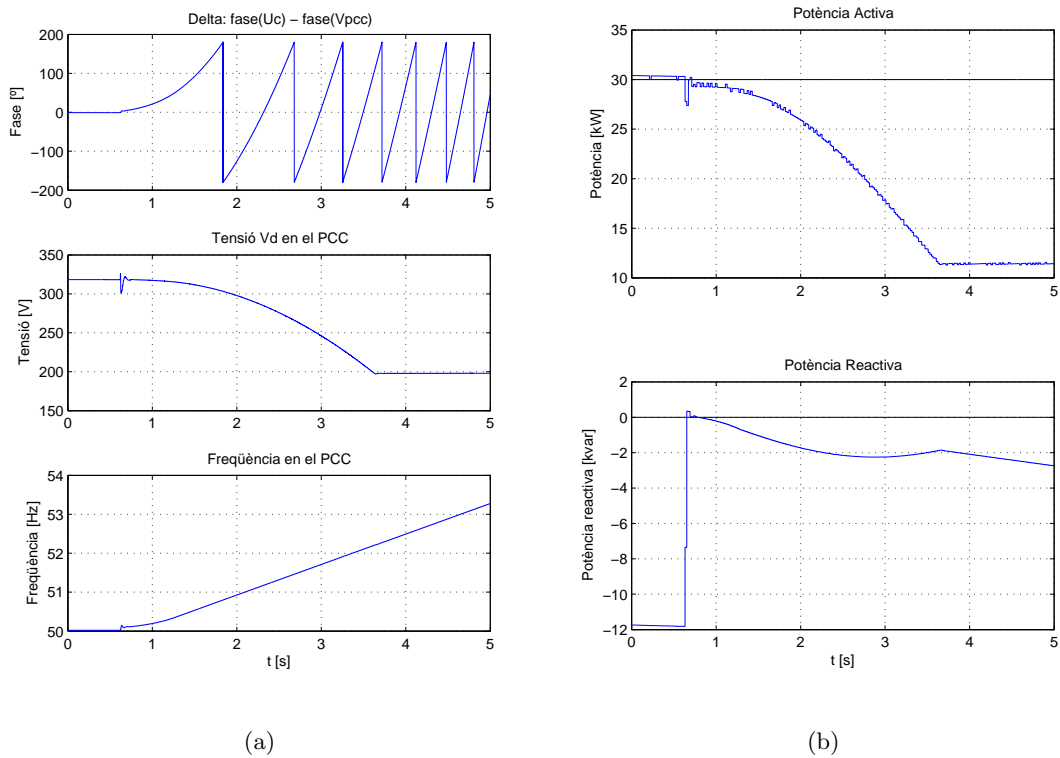 Delta: fase(Uc) − fase(Vpcc)
Fase [º]
200
100
0
−100
−200
0 1 2 3 4 5
Tensió Vd en el PCC
Tensió [V]
350
300
250
200
150
0 1 2 3 4 5
Freqüència en el PCC
Freqüència [Hz]
54
53
52
51
50
0 1 2 3 4 5
t [s]
(a)
Potència Activa
Potència [kW]
35
30
25
20
15
10
0 1 2 3 4 5
Potència Reactiva
Potència reactiva [kvar]
2
0
−2
−4
−6
−8
−10
−12
0 1 2 3 4 5
t [s]
(b)